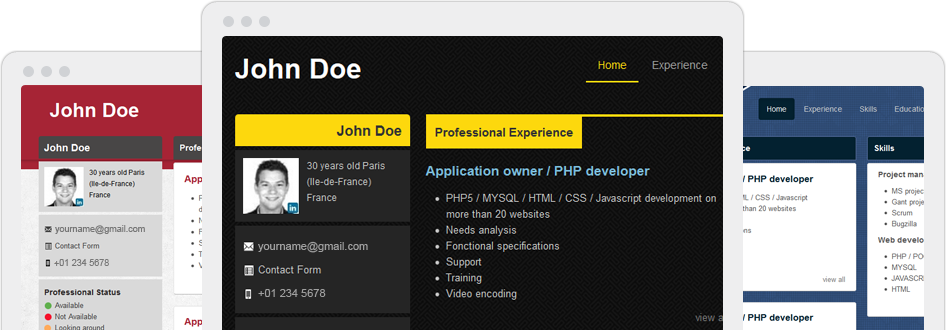 John Doe
John Doe
Profe
30 years old Paris
(Ile-de-France)
France
in
yourname@gmail.com
Contact Form
+01 234 5678
Professional Status
Available
Not Available
Looking around
App
App
John Doe
Home Experience
John Doe
30 years old Paris
(Ile-de-France)
France
in
yourname@gmail.com
Contact Form
+01 234 5678
Professional Experience
Application owner / PHP developer
PHP5 / MYSQL / HTML / CSS / Javascript development on
more than 20 websites
Needs analysis
Fonctional specifications
Support
Training
Video encoding
view a
Home Experience Skills Educatio
ce
/ PHP developer
/ CSS / Javascript
20 websites
ons
view all
/ PHP developer
Skills
Project man
MS projec
Gant proje
Scrum
Bugzilla
Web develo
PHP / PO
MYSQL
JAVASCR
HTML